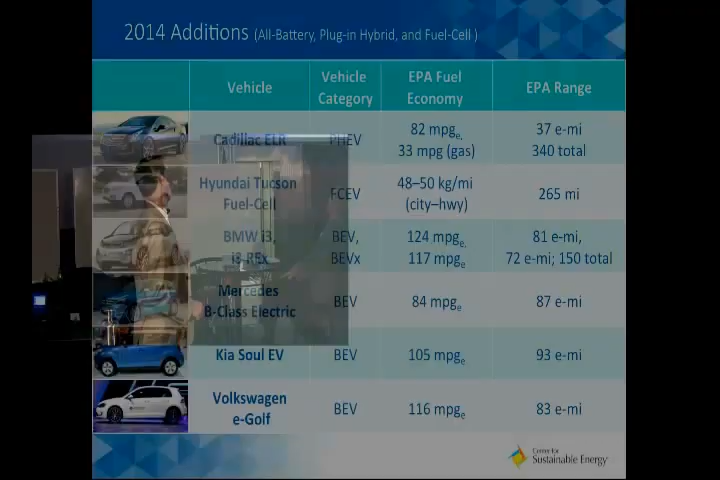 2014 Additions (All-Battery, Plug-in Hybrid, and Fuel-Cell )
Vehicle
Vehicle
Category
EPA Fuel
Economy
EPA Range
Cadillac ELR
PHEV
82 mpge,
33 mpg (gas)
37 e-mi
340 total
Hyundai Tucson
Fuel-Cell
FCEV
48–50 kg/mi
(city–hwy)
265 mi
BMW i3,
i3 REx
BEV,
BEVx
124 mpge,
117 mpge
81 e-mi,
72 e-mi; 150 total
Mercedes
B-Class Electric
BEV
84 mpge
87 e-mi
Kia Soul EV
BEV
105 mpge
93 e-mi
Volkswagen
e-Golf
BEV
116 mpge
83 e-mi
Center for
Sustainable Energy